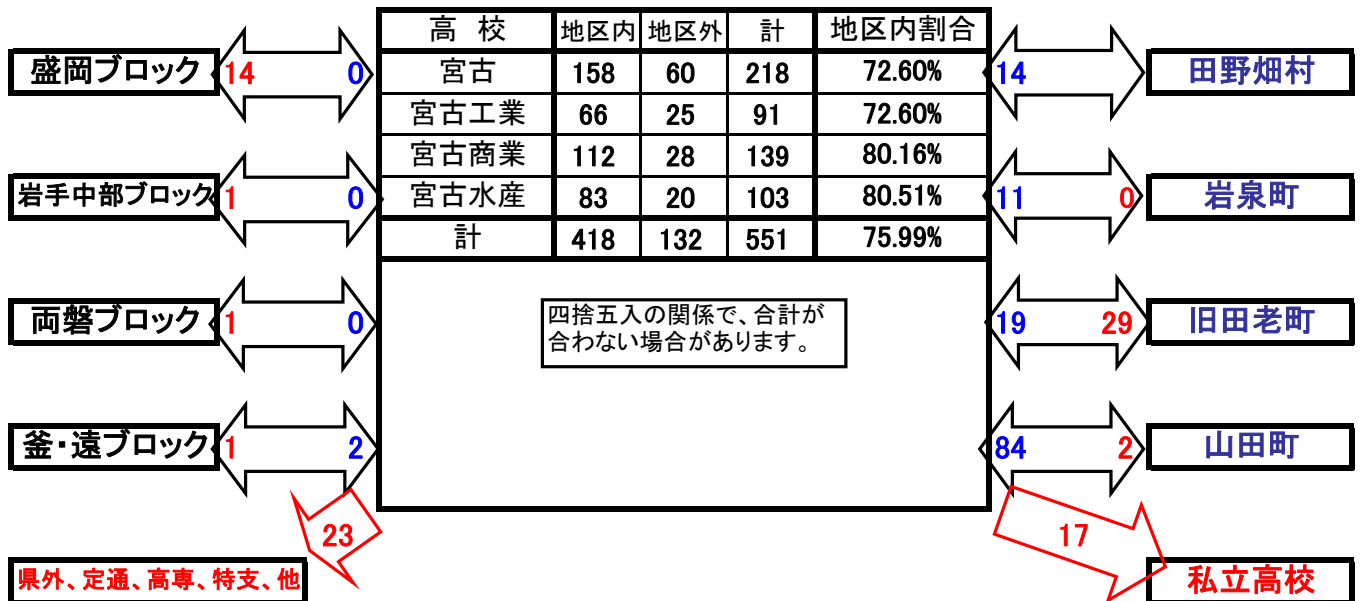 高 校 地区内 地区外 計 地区内割合
宮古 158 60 218 72.60%
宮古工業 66 25 91 72.60%
宮古商業 112 28 139 80.16%
宮古水産 83 20 103 80.51%
計 418 132 551 75.99%
四捨五入の関係で、合計が
合わない場合があります。
盛岡ブロック 14 0
岩手中部ブロック 1 0
両磐ブロック 1 0
釜・遠ブロック 1 2
23
県外、定通、高専、特支、他
14 田野畑村
11 0 岩泉町
19 29 旧田老町
84 2 山田町
17
私立高校